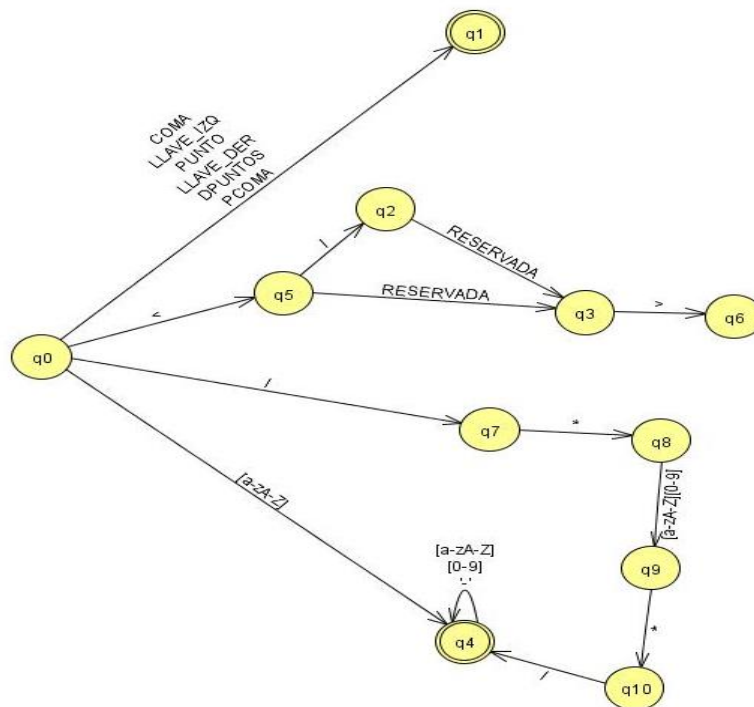 q1
COMA
LLAVE_IZQ
PUNTO
LLAVE_DER
DPUNTOS
PCOMA
q2
/
RESERVADA
q5
RESERVADA
q3
>
q6
<
q0
/
q7
*
q8
[a-zA-Z]
[a-zA-Z][0-9]
[a-zA-Z]
[0-9]
'-'
q9
q4
*
/
q10